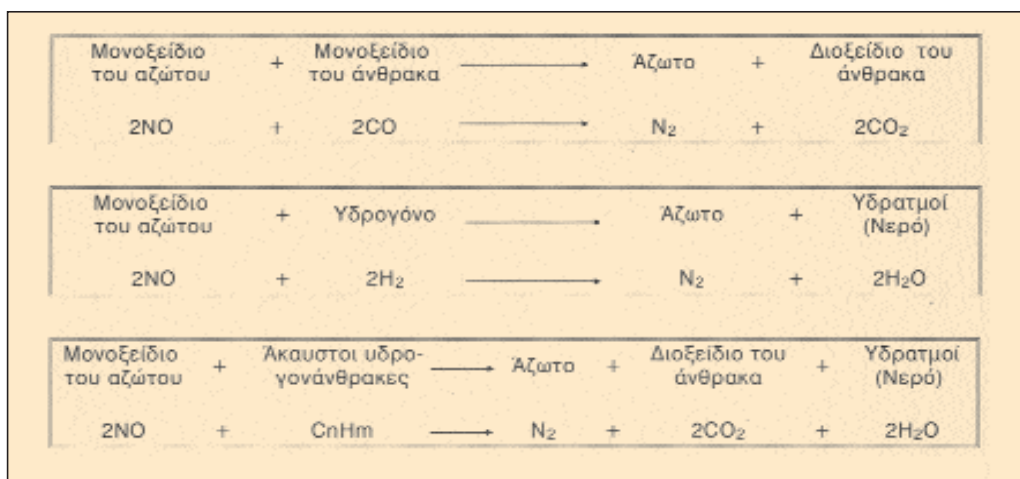 Μονοξείδιο + Μονοξείδιο ⟶ Άζωτο + Διοξείδιο του
του αζώτου του άνθρακα άνθρακα
2NO + 2CO ⟶ N₂ + 2CO₂
Μονοξείδιο + Υδρογόνο ⟶ Άζωτο + Υδρατμοί
του αζώτου (Νερό)
2NO + 2H₂ ⟶ N₂ + 2H₂O
Μονοξείδιο + Άκαυστοι υδρο- ⟶ Άζωτο + Διοξείδιο του + Υδρατμοί
του αζώτου γονάνθρακες άνθρακα (Νερό)
2NO + CnHm ⟶ N₂ + 2CO₂ + 2H₂O